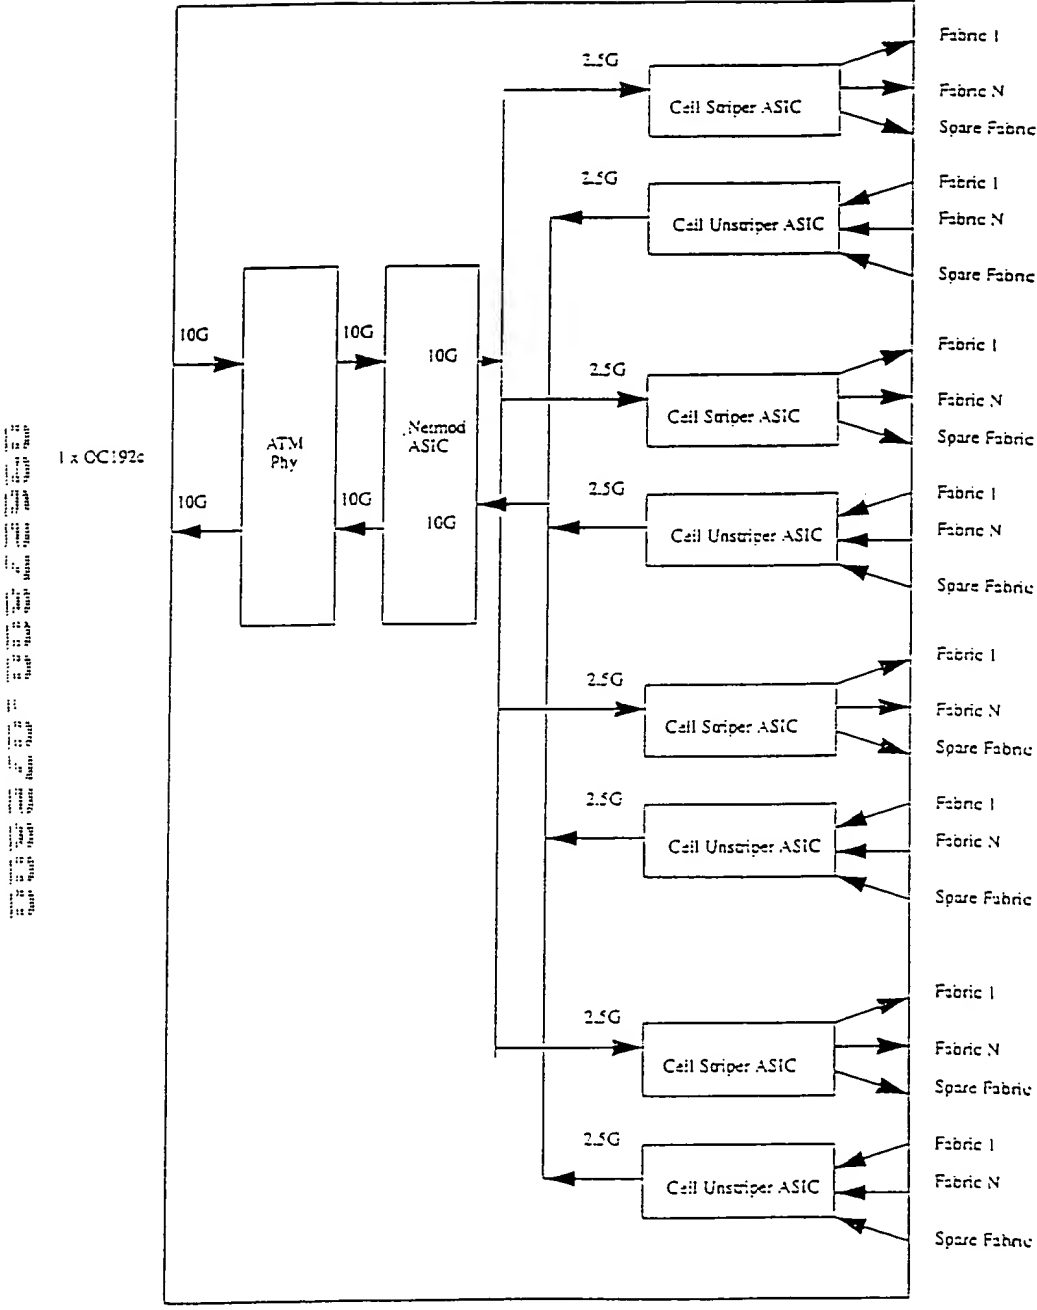 Fabric 1
2.5G
Cell Striper ASIC
Fabric N
Spare Fabric
2.5G
Fabric 1
Cell Unstriper ASIC
Fabric N
Spare Fabric
10G
10G
10G
Fabric 1
2.5G
Cell Striper ASIC
Fabric N
Spare Fabric
1 x OC192c
ATM
Phy
Netmod
ASIC
10G
10G
10G
2.5G
Fabric 1
Cell Unstriper ASIC
Fabric N
Spare Fabric
Fabric 1
2.5G
Cell Striper ASIC
Fabric N
Spare Fabric
2.5G
Fabric 1
Cell Unstriper ASIC
Fabric N
Spare Fabric
Fabric 1
2.5G
Cell Striper ASIC
Fabric N
Spare Fabric
2.5G
Fabric 1
Cell Unstriper ASIC
Fabric N
Spare Fabric